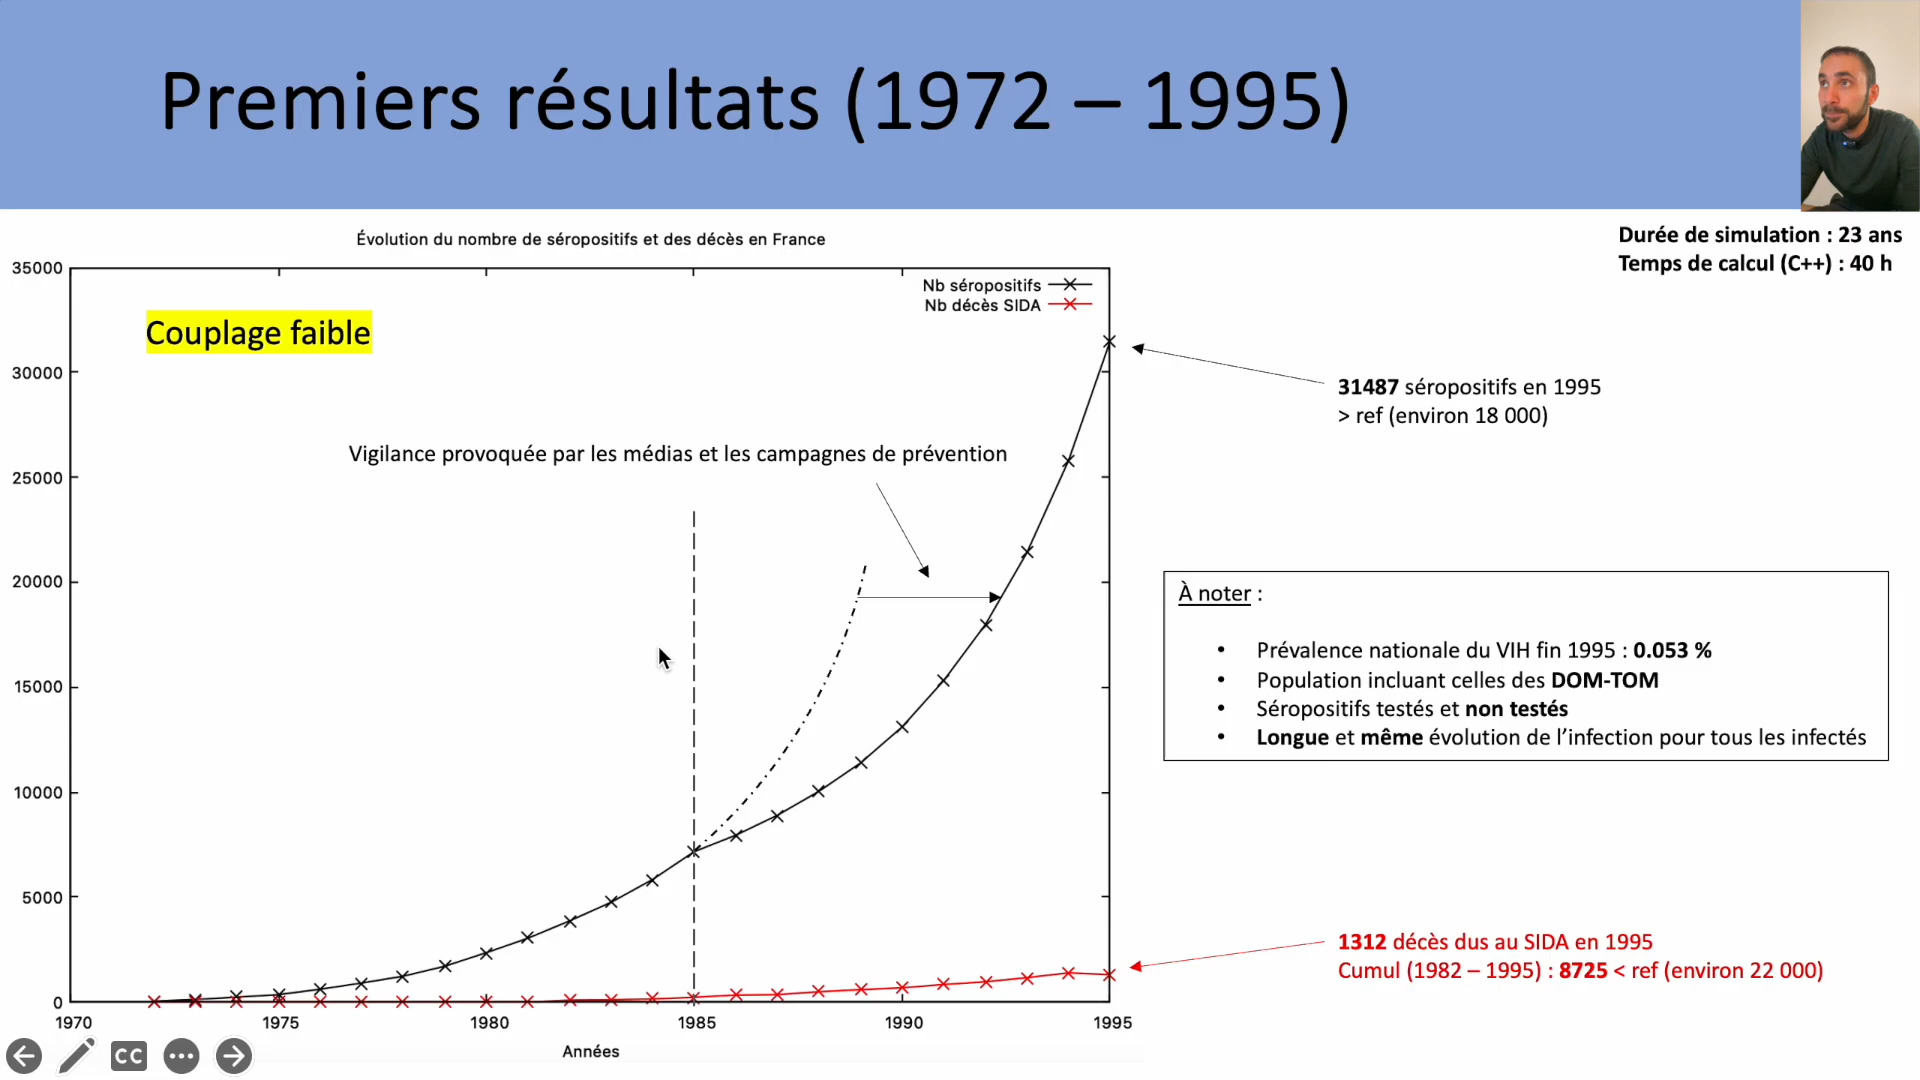 Premiers résultats (1972 – 1995)
Durée de simulation : 23 ans
Temps de calcul (C++) : 40 h
Évolution du nombre de séropositifs et des décès en France
35000
30000
25000
20000
15000
10000
5000
0
Nb séropositifs
Nb décès SIDA
Couplage faible
Vigilance provoquée par les médias et les campagnes de prévention
31487 séropositifs en 1995
> ref (environ 18 000)
À noter :
• Prévalence nationale du VIH fin 1995 : 0.053 %
• Population incluant celles des DOM-TOM
• Séropositifs testés et non testés
• Longue et même évolution de l’infection pour tous les infectés
1312 décès dus au SIDA en 1995
Cumul (1982 – 1995) : 8725 < ref (environ 22 000)
1970 1975 1980 1985 1990 1995
Années
CC